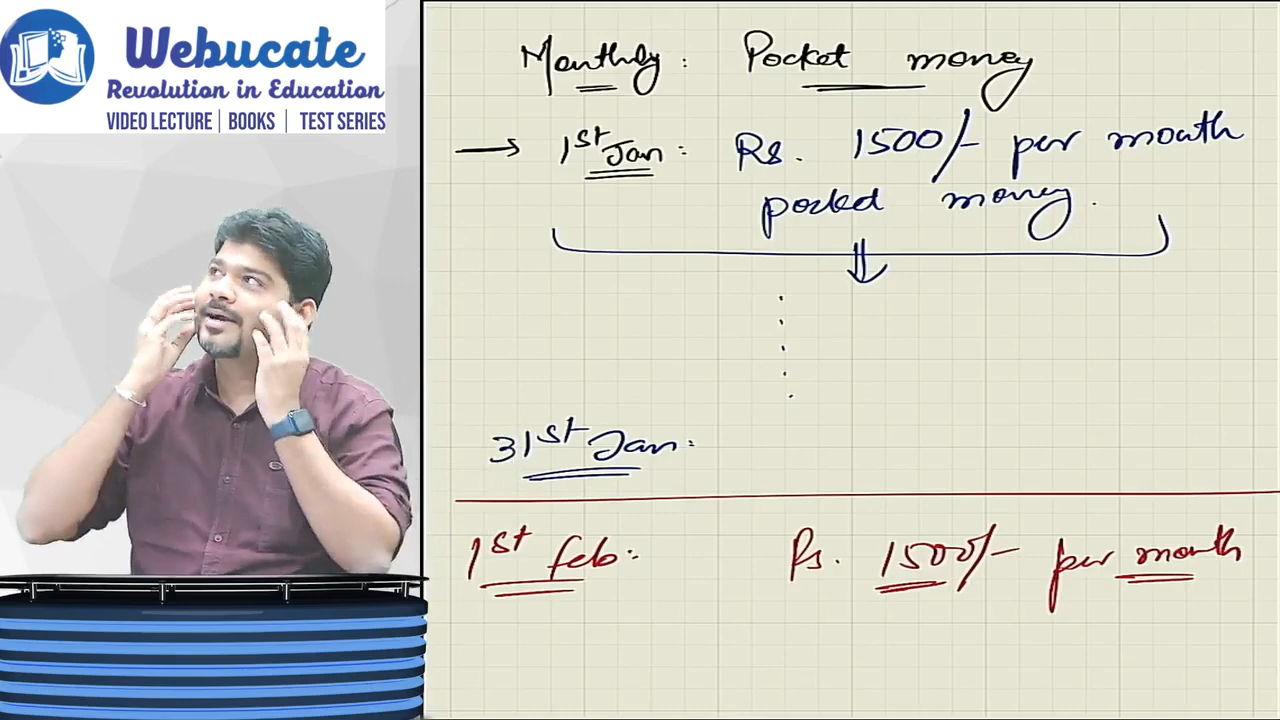 Webucate
Revolution in Education
VIDEO LECTURE | BOOKS | TEST SERIES
Monthly : Pocket money
→ 1st Jan : Rs. 1500/- per month
pocked money.
31st Jan :
1st feb : Rs. 1500/- per month